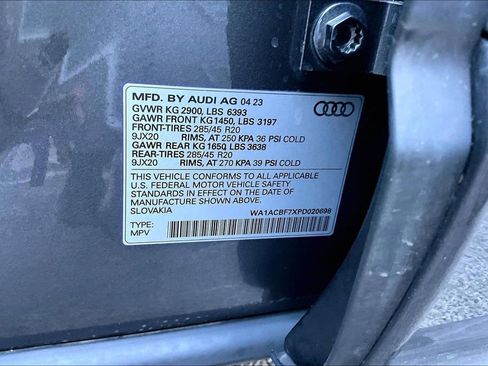 MFD. BY AUDI AG 04 23
GVWR KG 2900, LBS 6393
GAWR FRONT KG 1450, LBS 3197
FRONT-TIRES 285/45 R20
9JX20 RIMS, AT 250 KPA 36 PSI COLD
GAWR REAR KG 1650, LBS 3638
REAR-TIRES 285/45 R20
9JX20 RIMS, AT 270 KPA 39 PSI COLD
THIS VEHICLE CONFORMS TO ALL APPLICABLE
U.S. FEDERAL MOTOR VEHICLE SAFETY
STANDARDS IN EFFECT ON THE DATE OF
MANUFACTURE SHOWN ABOVE.
SLOVAKIA WA1ACBF7XPD020698
TYPE:
MPV